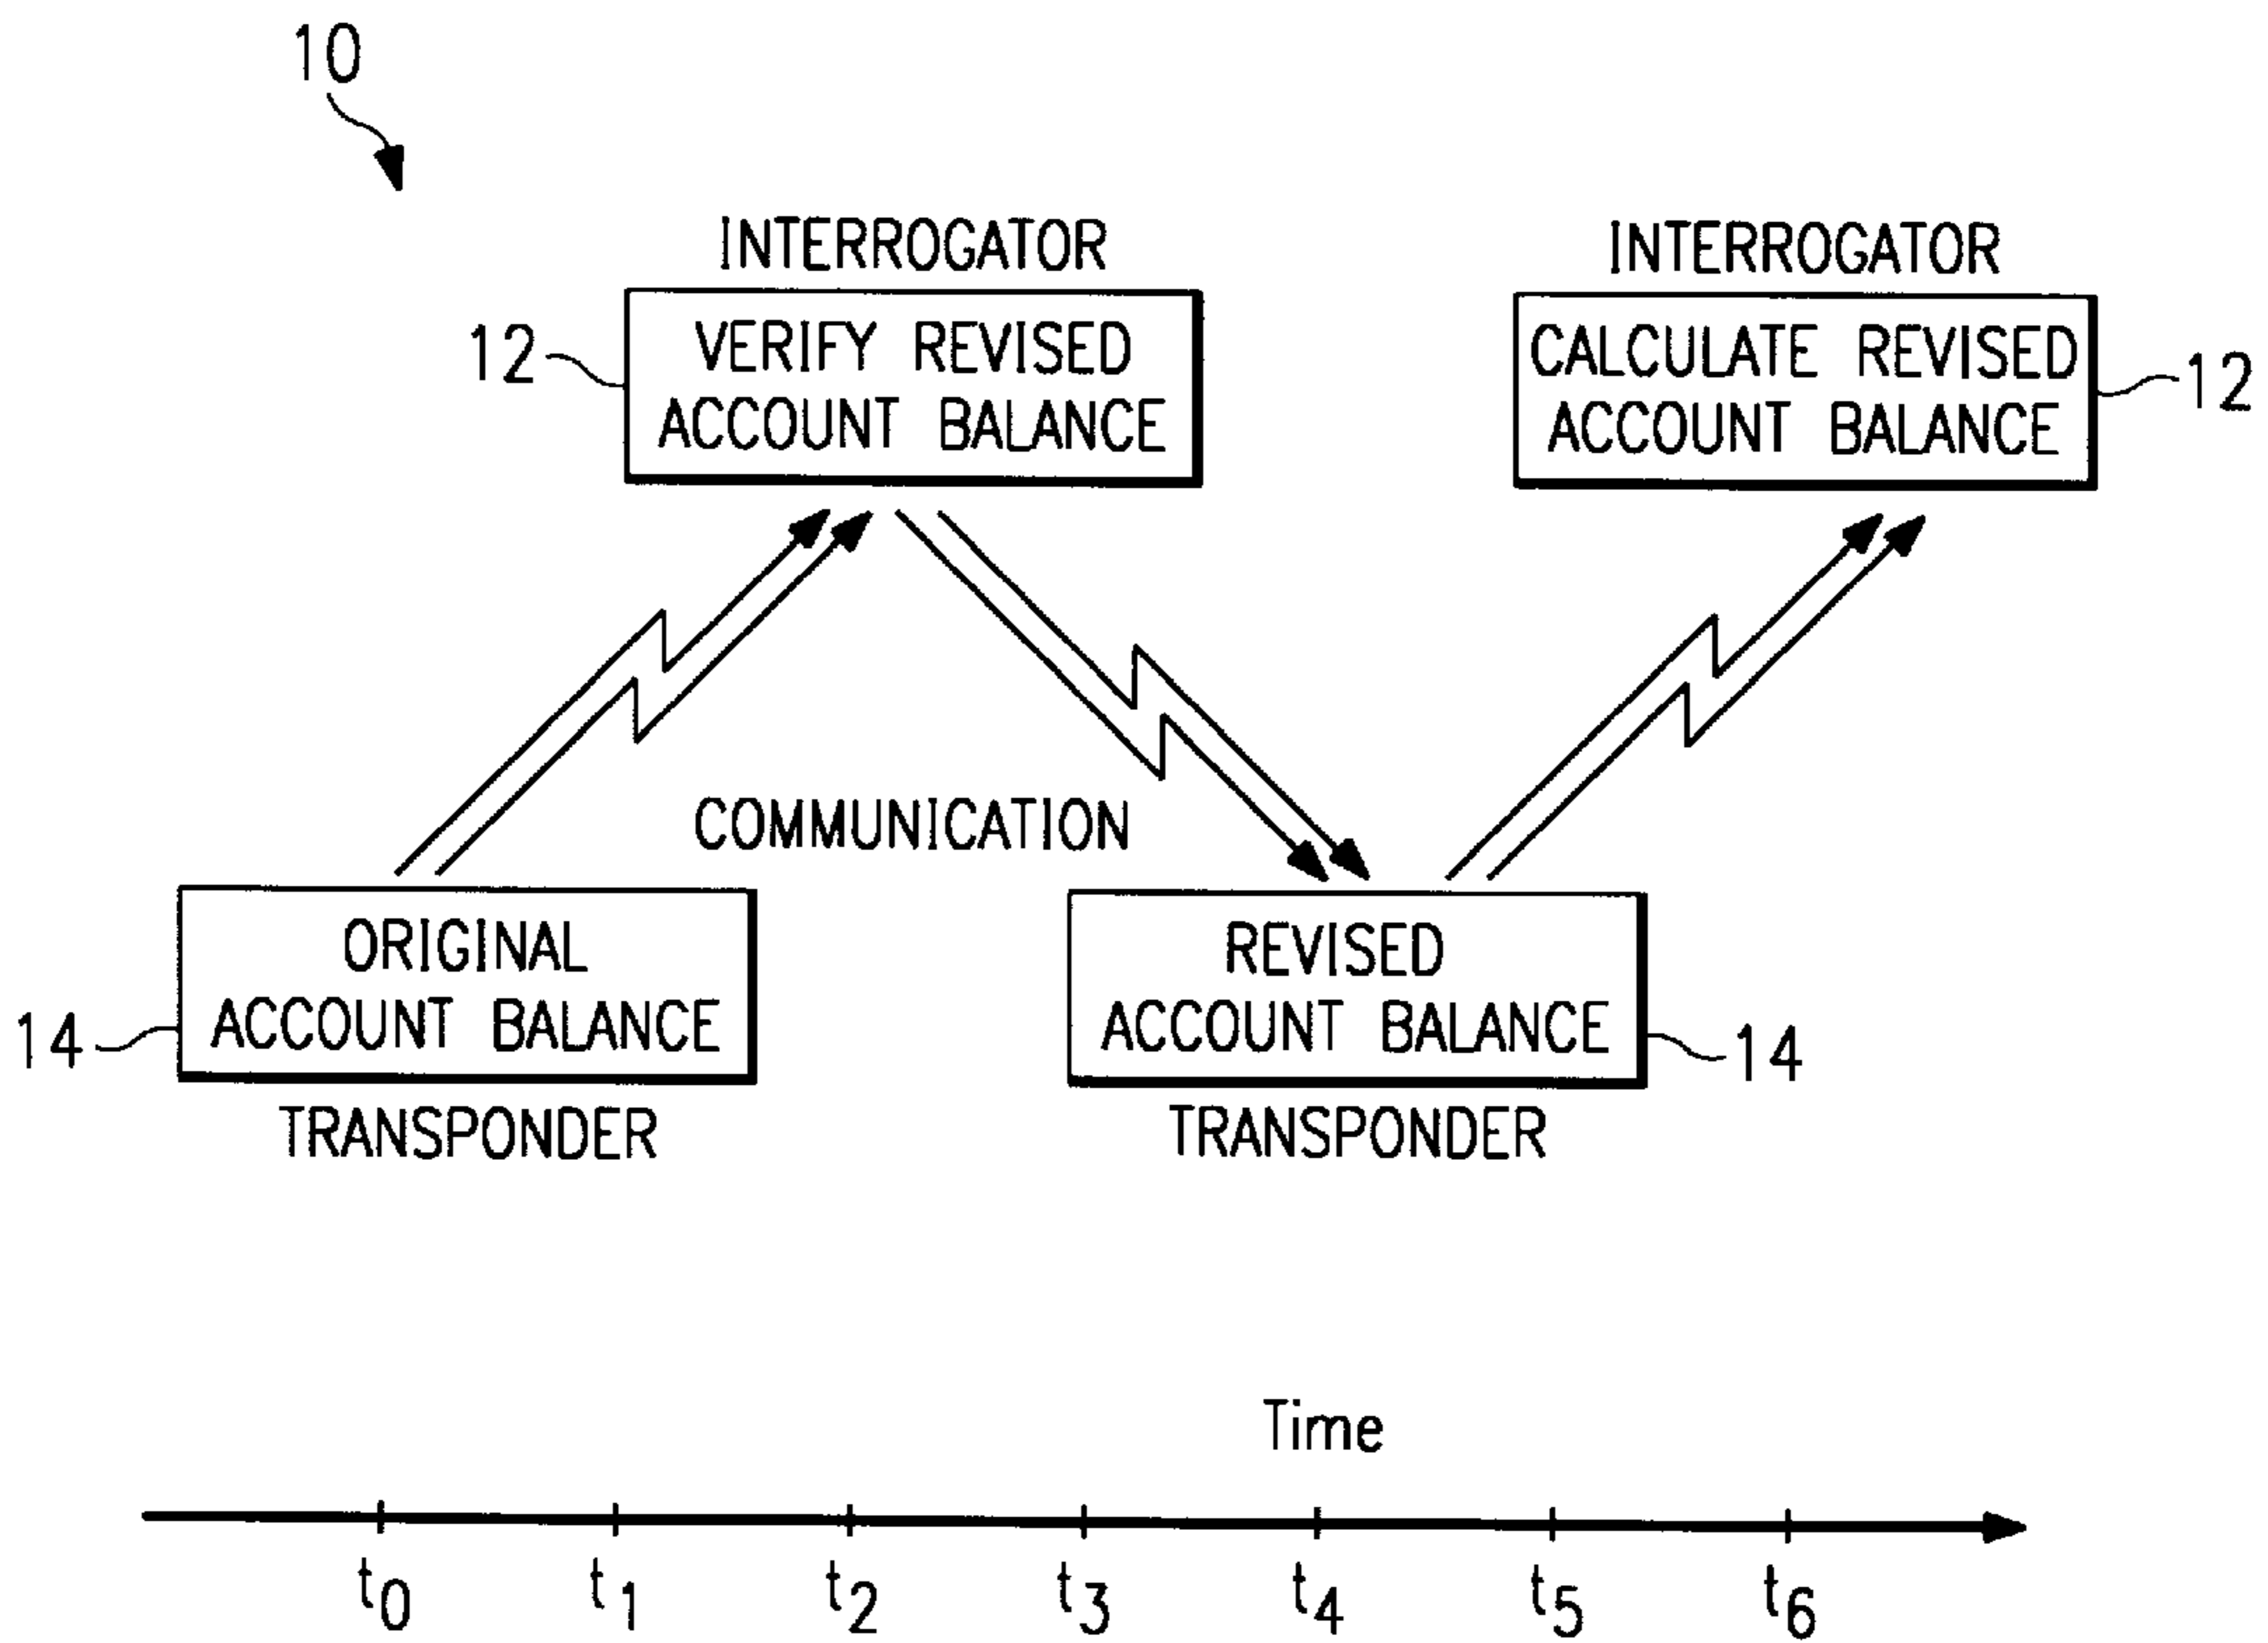 10
INTERROGATOR
INTERROGATOR
12
VERIFY REVISED
ACCOUNT BALANCE
CALCULATE REVISED
ACCOUNT BALANCE
12
COMMUNICATION
14
ORIGINAL
ACCOUNT BALANCE
REVISED
ACCOUNT BALANCE
14
TRANSPONDER
TRANSPONDER
Time
t0 t1 t2 t3 t4 t5 t6